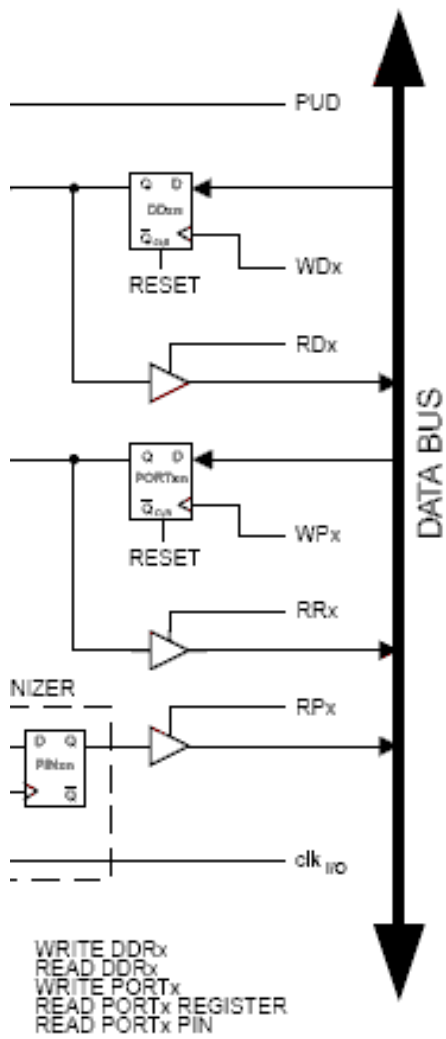 PUD
Q D
DDxn
Q CLR
WDx
RESET
RDx
DATA BUS
Q D
PORTxn
Q CLR
WPx
RESET
RRx
NIZER
RPx
D Q
PINxn
Q
clk I/O
WRITE DDRx
READ DDRx
WRITE PORTx
READ PORTx REGISTER
READ PORTx PIN